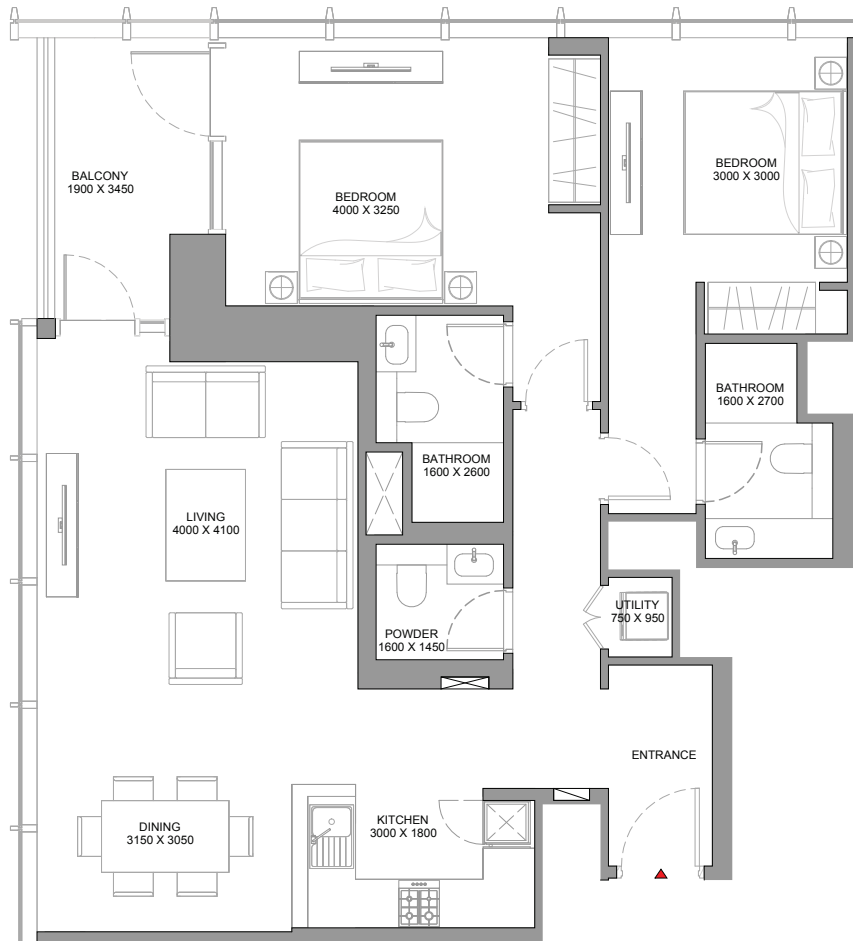 BALCONY
1900 X 3450
BEDROOM
4000 X 3250
BEDROOM
3000 X 3000
BATHROOM
1600 X 2700
BATHROOM
1600 X 2600
LIVING
4000 X 4100
UTILITY
750 X 950
POWDER
1600 X 1450
ENTRANCE
DINING
3150 X 3050
KITCHEN
3000 X 1800